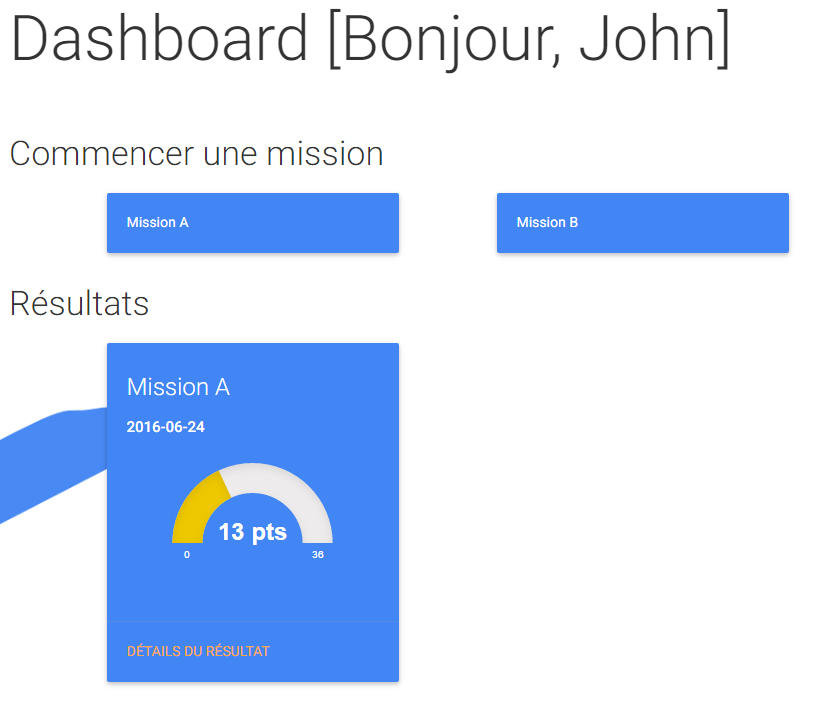 Dashboard [Bonjour, John]
Commencer une mission
Mission A
Mission B
Résultats
Mission A
2016-06-24
13 pts
0
36
DÉTAILS DU RÉSULTAT